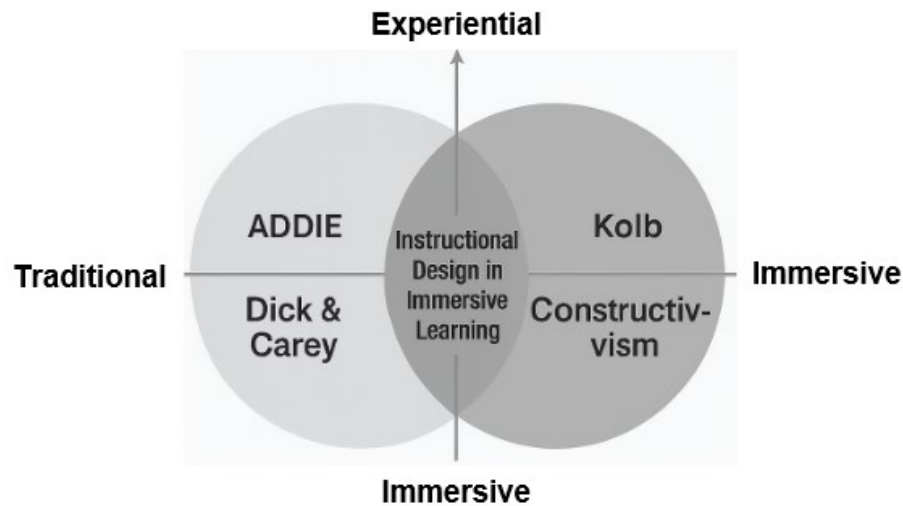 Experiential
ADDIE
Kolb
Instructional
Design in
Immersive
Learning
Traditional
Immersive
Dick &
Carey
Constructiv-
vism
Immersive